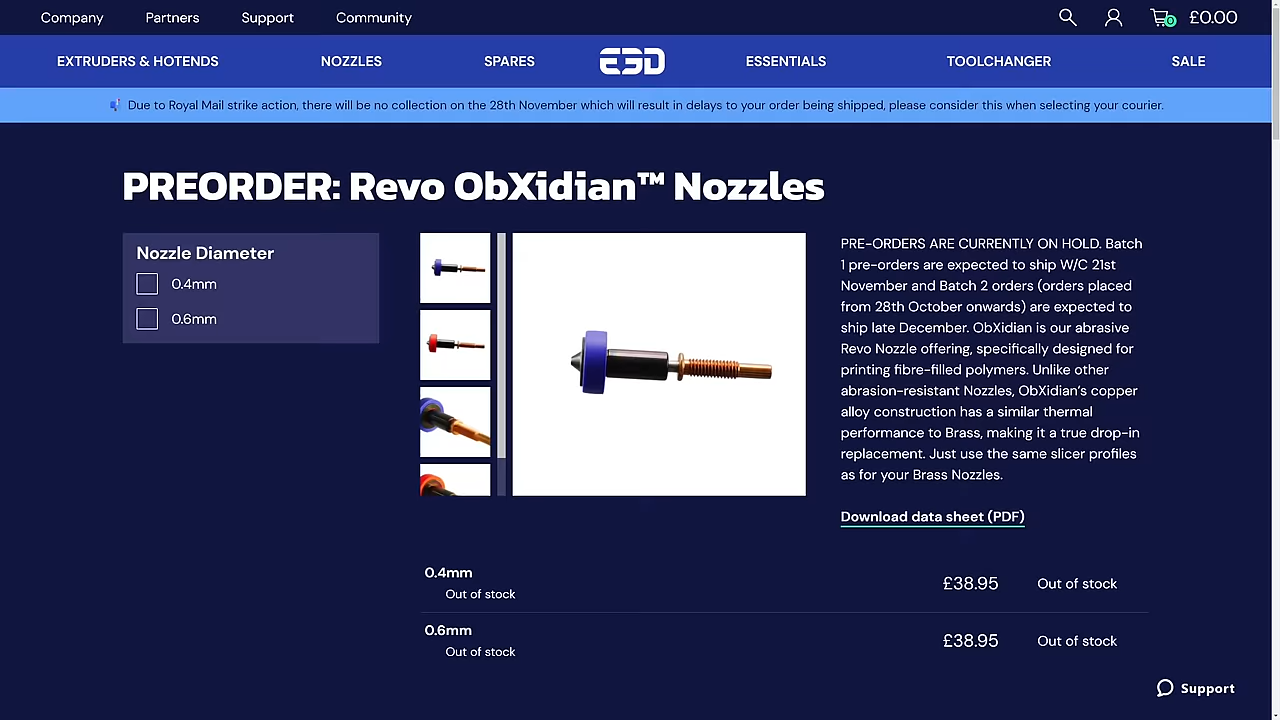 Company Partners Support Community 0 £0.00
EXTRUDERS & HOTENDS NOZZLES SPARES E3D ESSENTIALS TOOLCHANGER SALE
Due to Royal Mail strike action, there will be no collection on the 28th November which will result in delays to your order being shipped, please consider this when selecting your courier.
PREORDER: Revo ObXidian™ Nozzles
Nozzle Diameter
0.4mm
0.6mm
PRE-ORDERS ARE CURRENTLY ON HOLD. Batch
1 pre-orders are expected to ship W/C 21st
November and Batch 2 orders (orders placed
from 28th October onwards) are expected to
ship late December. ObXidian is our abrasive
Revo Nozzle offering, specifically designed for
printing fibre-filled polymers. Unlike other
abrasion-resistant Nozzles, ObXidian's copper
alloy construction has a similar thermal
performance to Brass, making it a true drop-in
replacement. Just use the same slicer profiles
as for your Brass Nozzles.
Download data sheet (PDF)
0.4mm
Out of stock
£38.95 Out of stock
0.6mm
Out of stock
£38.95 Out of stock
Support